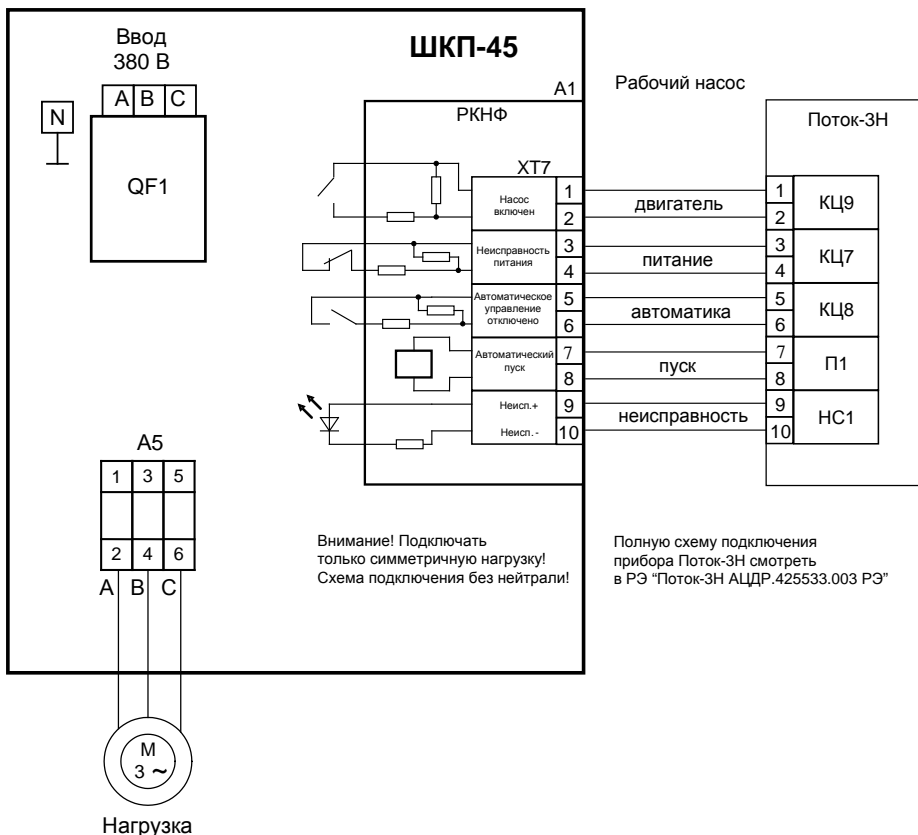 Ввод
380 В
ШКП-45
A B C
N
QF1
A1
РКНФ
XT7
Насос
включен
1
2
Неисправность
питания
3
4
Автоматическое
управление
отключено
5
6
Автоматический
пуск
7
8
Неисп.+
9
Неисп. -
10
Рабочий насос
двигатель
питание
автоматика
пуск
неисправность
Поток-3Н
1
2
КЦ9
3
4
КЦ7
5
6
КЦ8
7
8
П1
9
10
НС1
A5
1 3 5
2 4 6
A B C
Внимание! Подключать
только симметричную нагрузку!
Схема подключения без нейтрали!
Полную схему подключения
прибора Поток-3Н смотреть
в РЭ “Поток-3Н АЦДР.425533.003 РЭ”
М
3 ~
Нагрузка